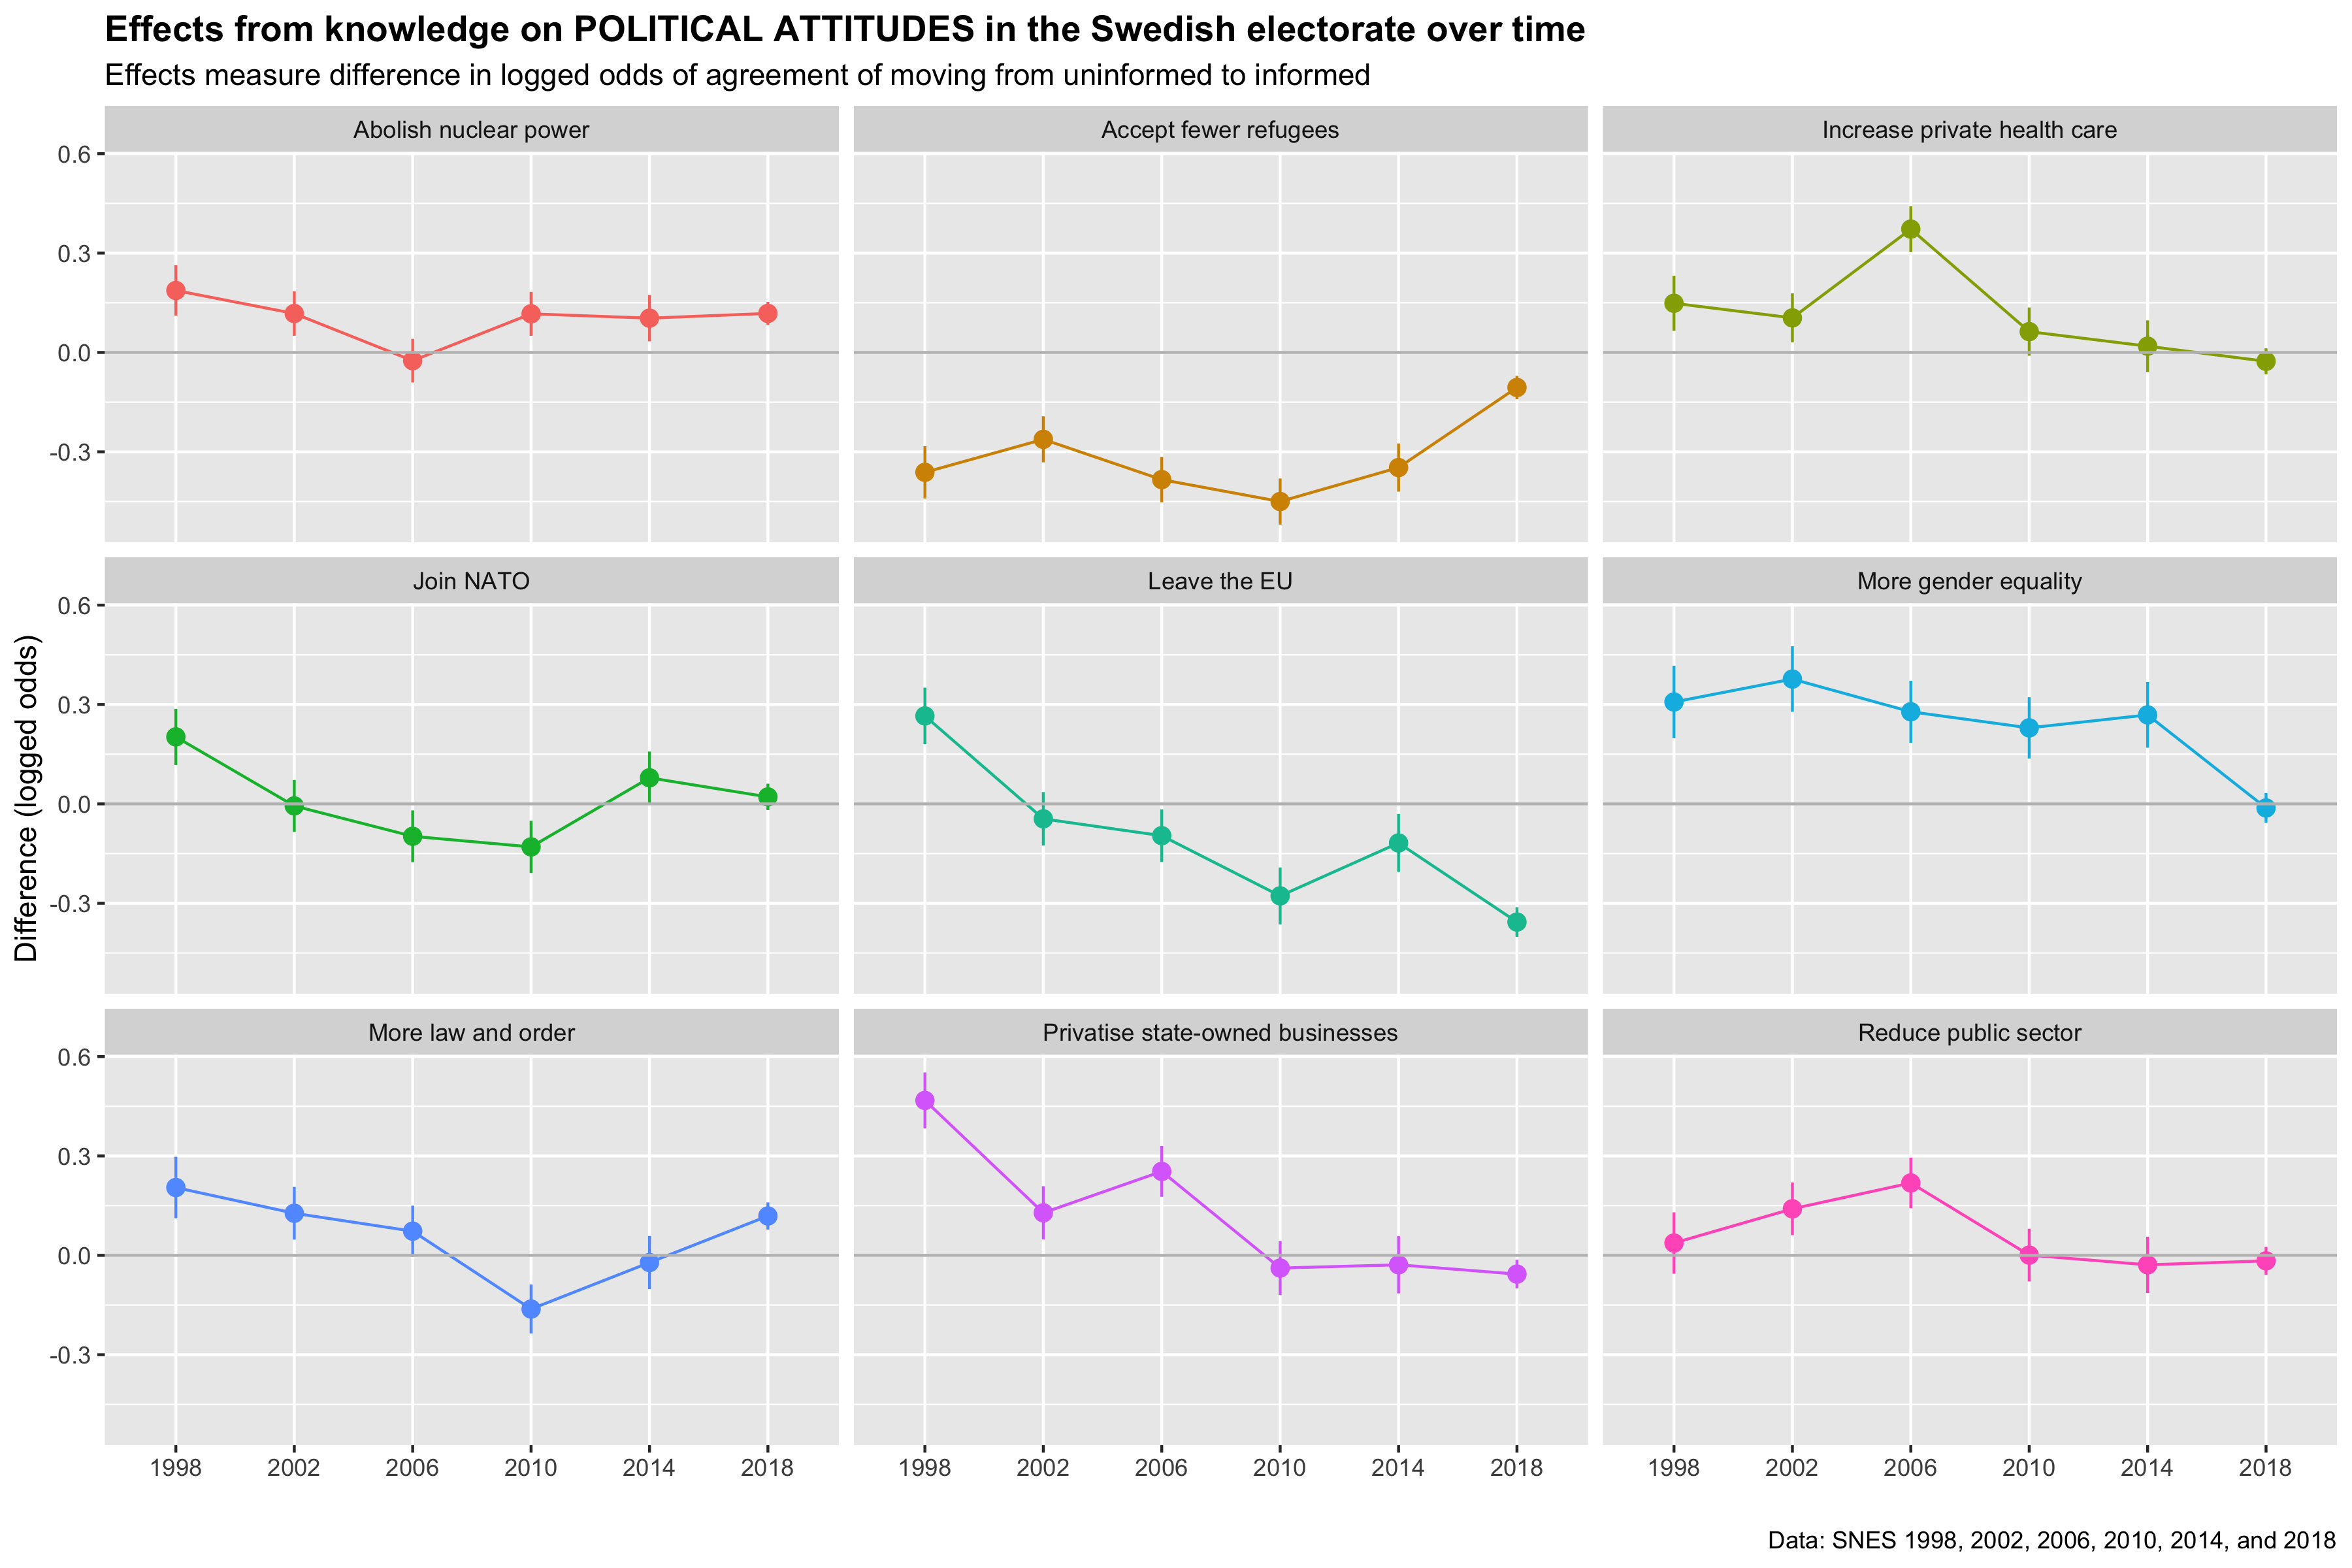 Effects from knowledge on POLITICAL ATTITUDES in the Swedish electorate over time
Effects measure difference in logged odds of agreement of moving from uninformed to informed
Abolish nuclear power
Accept fewer refugees
Increase private health care
0.6
0.3
0.0
-0.3
Join NATO
Leave the EU
More gender equality
0.6
0.3
0.0
-0.3
Difference (logged odds)
More law and order
Privatise state-owned businesses
Reduce public sector
0.6
0.3
0.0
-0.3
1998 2002 2006 2010 2014 2018
1998 2002 2006 2010 2014 2018
1998 2002 2006 2010 2014 2018
Data: SNES 1998, 2002, 2006, 2010, 2014, and 2018